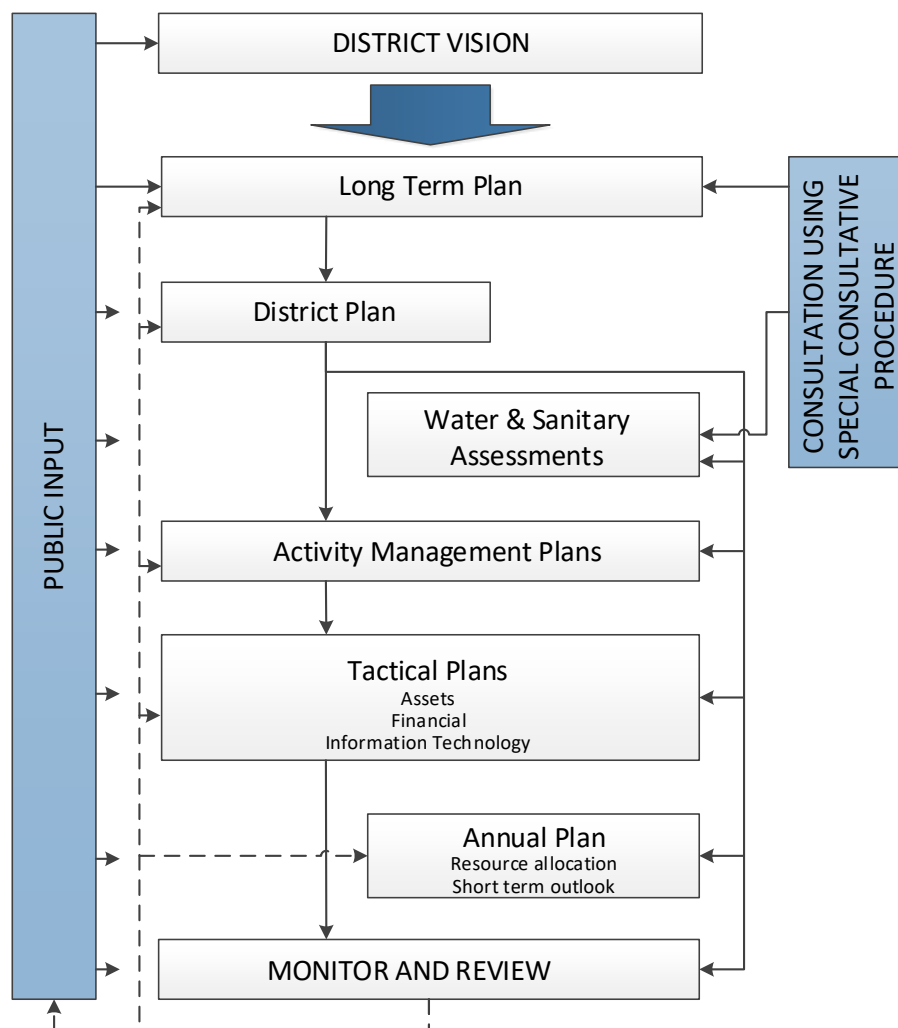 DISTRICT VISION
Long Term Plan
District Plan
Water & Sanitary
Assessments
Activity Management Plans
Tactical Plans
Assets
Financial
Information Technology
Annual Plan
Resource allocation
Short term outlook
MONITOR AND REVIEW
PUBLIC INPUT
CONSULTATION USING
SPECIAL CONSULTATIVE
PROCEDURE